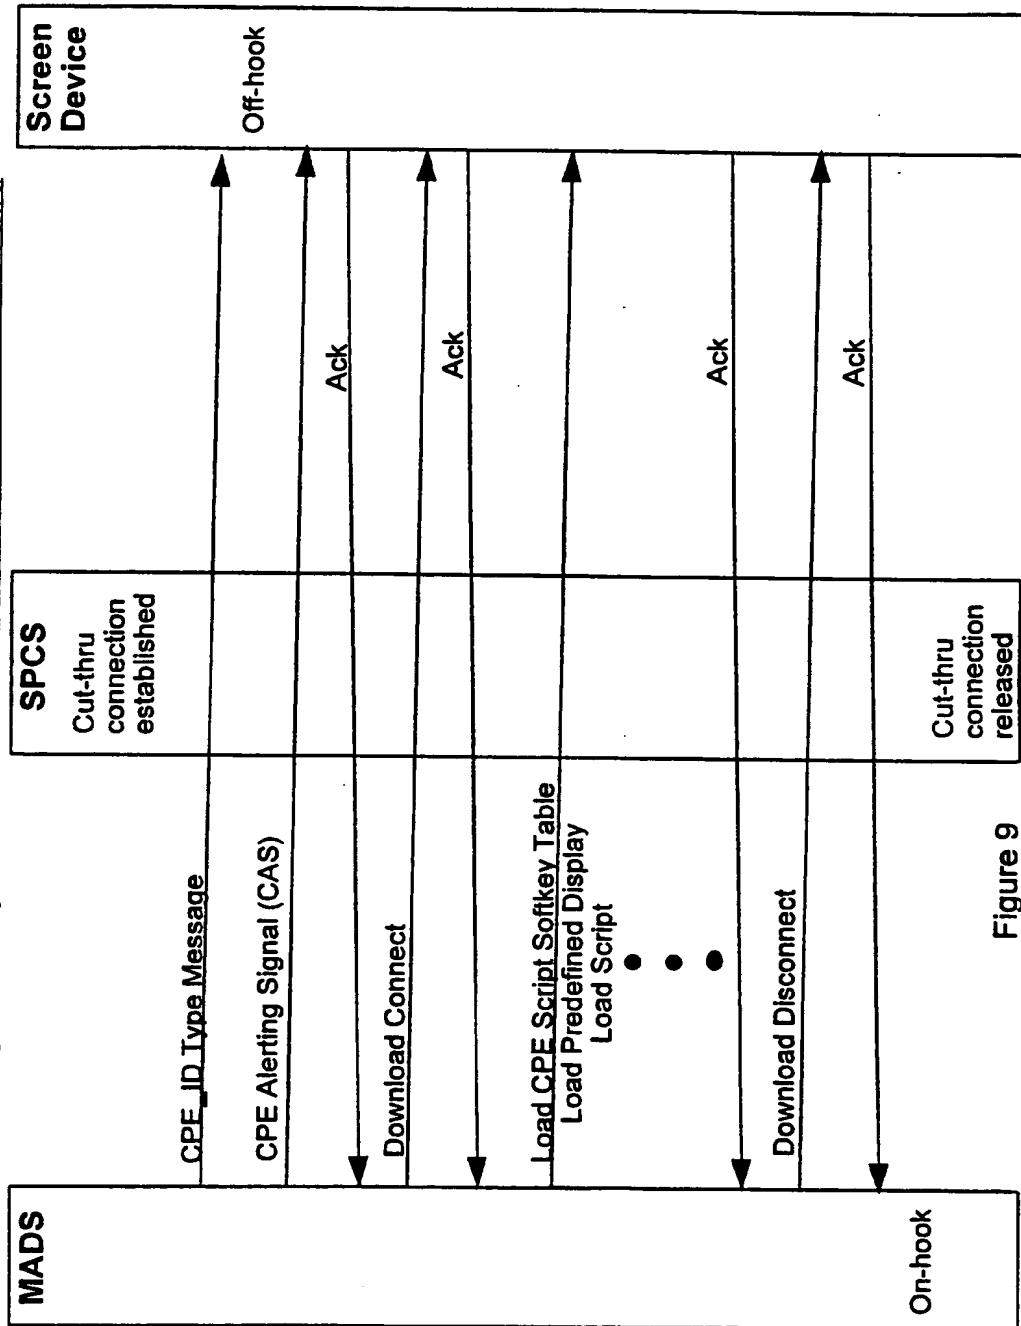 MADS
SPCS
Screen
Device
Cut-thru
connection
established
CPE_ID Type Message
Off-hook
CPE Alerting Signal (CAS)
Ack
Download Connect
Ack
Load CPE Script Softkey Table
Load Predefined Display
Load Script
Ack
Download Disconnect
Ack
On-hook
Cut-thru
connection
released
Figure 9